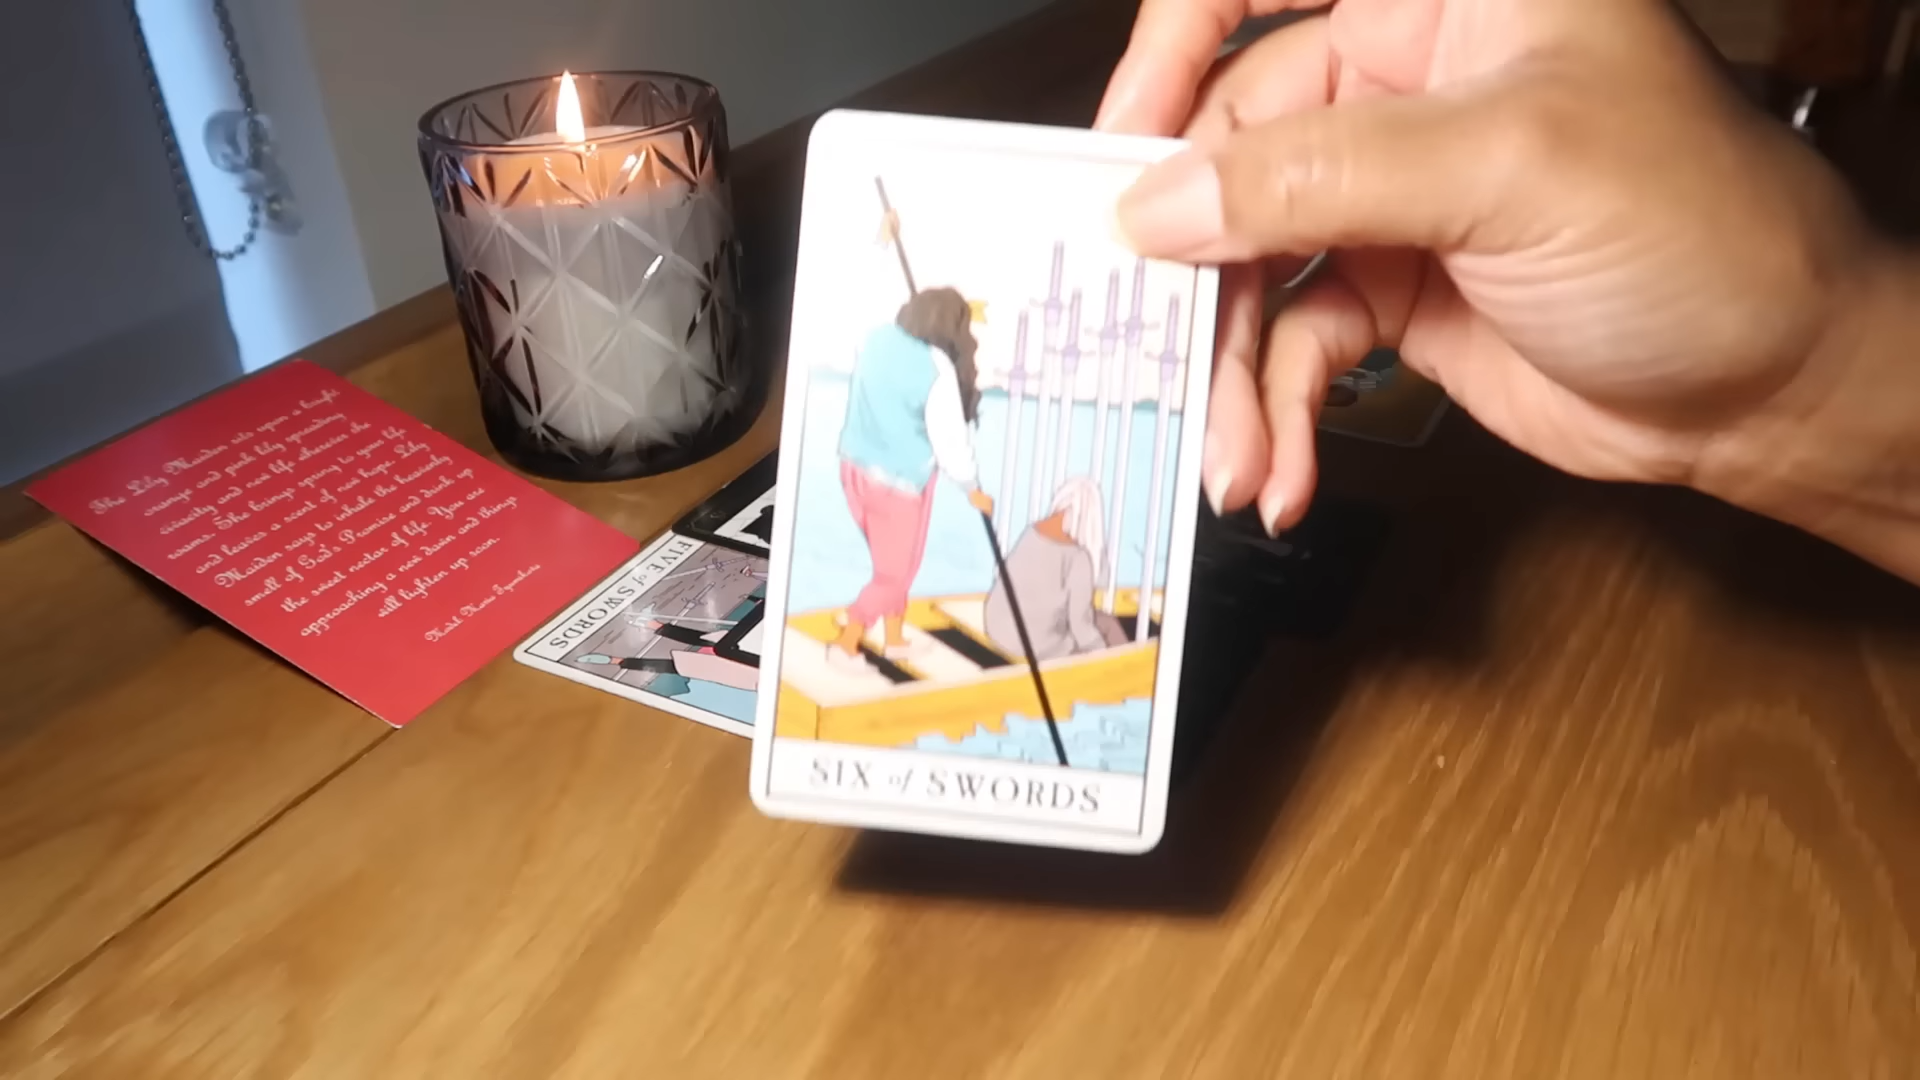 The Lily Maiden sits upon a bright
orange and pink lily spreading
vivacity and new life wherever she
roams. She brings spring to your life
and leaves a scent of new hope. Lily
Maiden says to inhale the heavenly
smell of God's Promise and drink up
the sweet nectar of life. You are
approaching a new dawn and things
will lighten up soon.
FIVE of SWORDS
SIX of SWORDS